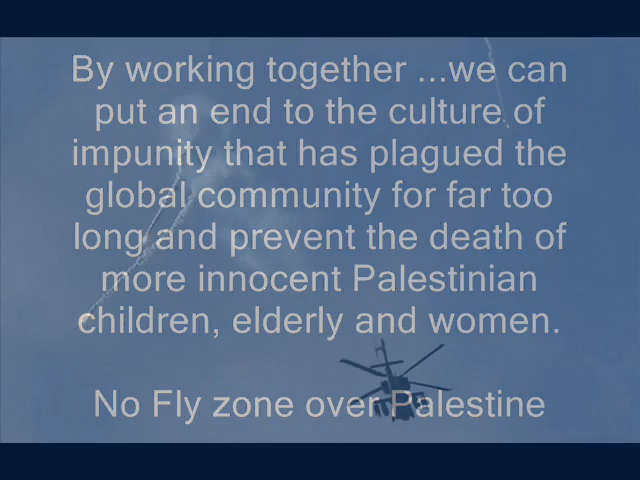 By working together ...we can
put an end to the culture of
impunity that has plagued the
global community for far too
long and prevent the death of
more innocent Palestinian
children, elderly and women.
No Fly zone over Palestine